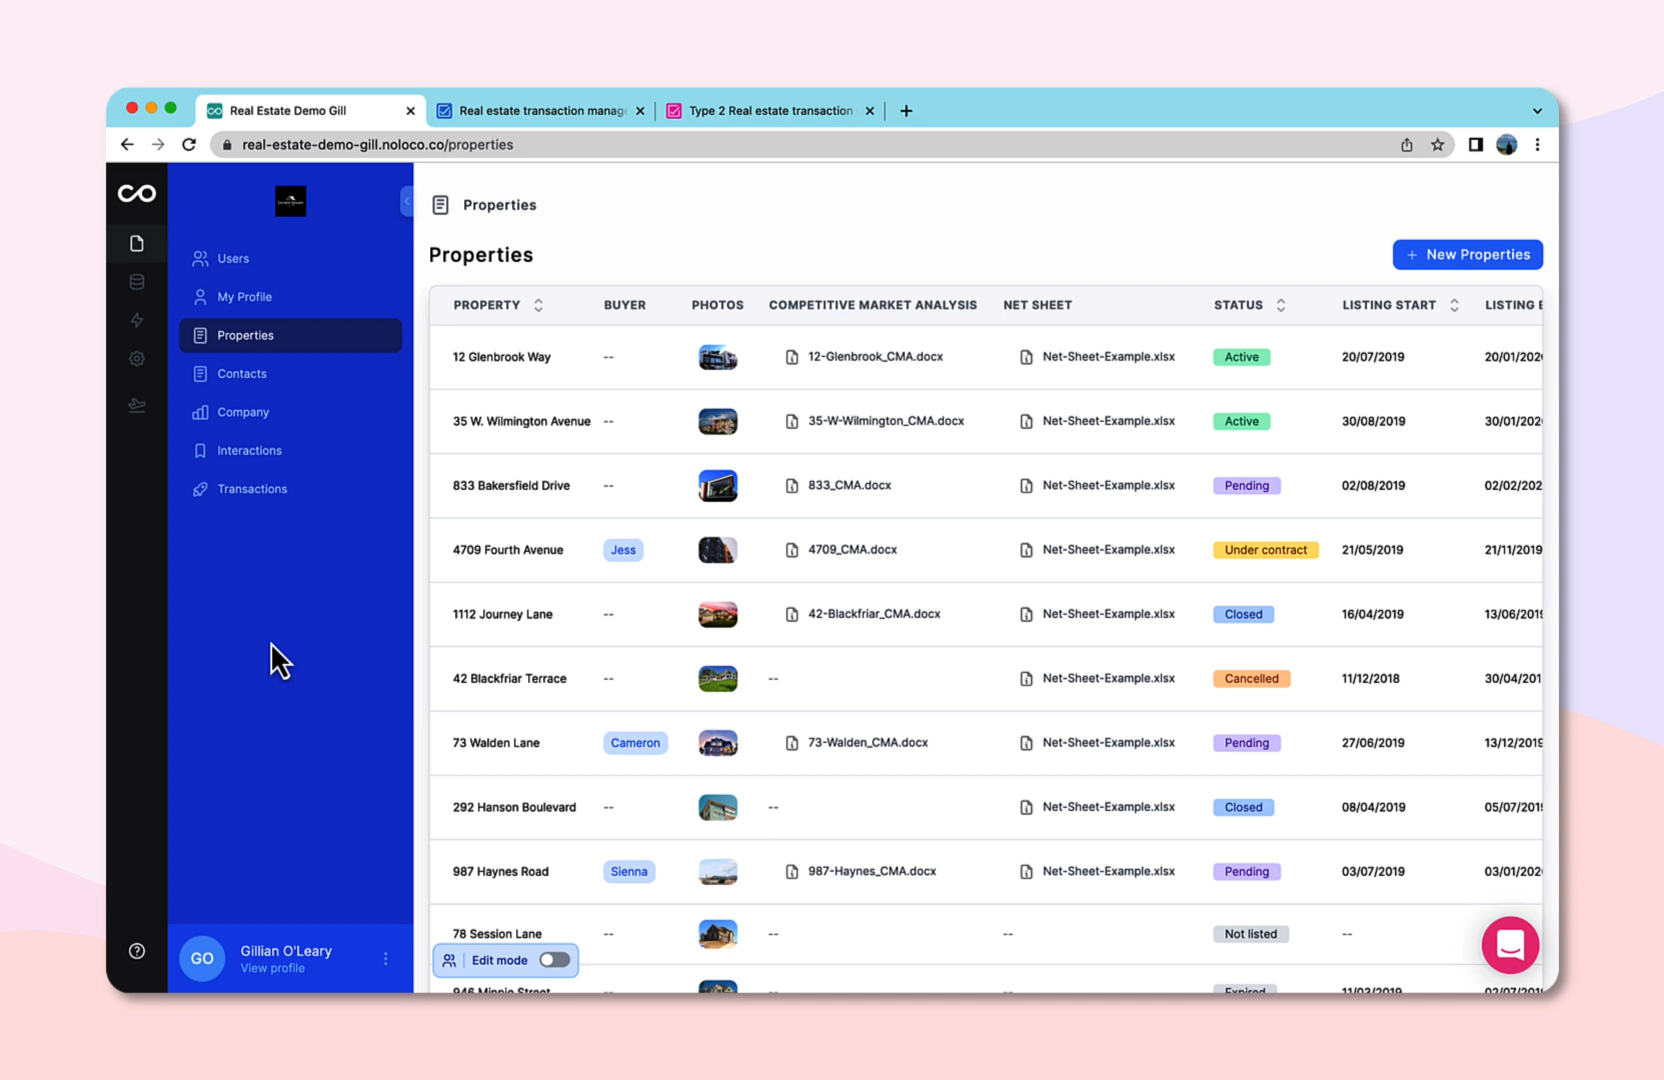 Real Estate Demo Gill
Real estate transaction manag
Type 2 Real estate transaction
real-estate-demo-gill.noloco.co/properties
Users
My Profile
Properties
Contacts
Company
Interactions
Transactions
GO
Gillian O'Leary
View profile
Properties
Properties
+ New Properties
PROPERTY BUYER PHOTOS COMPETITIVE MARKET ANALYSIS NET SHEET STATUS LISTING START LISTING E
12 Glenbrook Way -- 12-Glenbrook_CMA.docx Net-Sheet-Example.xlsx Active 20/07/2019 20/01/202
35 W. Wilmington Avenue -- 35-W-Wilmington_CMA.docx Net-Sheet-Example.xlsx Active 30/08/2019 30/01/202
833 Bakersfield Drive -- 833_CMA.docx Net-Sheet-Example.xlsx Pending 02/08/2019 02/02/202
4709 Fourth Avenue Jess 4709_CMA.docx Net-Sheet-Example.xlsx Under contract 21/05/2019 21/11/2019
1112 Journey Lane -- 42-Blackfriar_CMA.docx Net-Sheet-Example.xlsx Closed 16/04/2019 13/06/2019
42 Blackfriar Terrace -- -- Net-Sheet-Example.xlsx Cancelled 11/12/2018 30/04/201
73 Walden Lane Cameron 73-Walden_CMA.docx Net-Sheet-Example.xlsx Pending 27/06/2019 13/12/2019
292 Hanson Boulevard -- -- Net-Sheet-Example.xlsx Closed 08/04/2019 05/07/2019
987 Haynes Road Sienna 987-Haynes_CMA.docx Net-Sheet-Example.xlsx Pending 03/07/2019 03/01/202
78 Session Lane -- -- -- Not listed --
Edit mode
946 Minnie Street -- -- -- Expired 11/03/2019 02/07/201